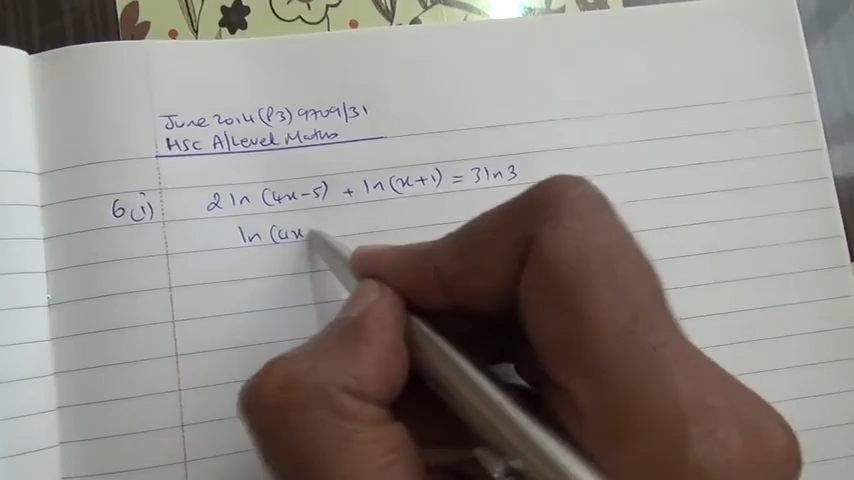 June 2014 (P3) 9709/31
HSC A/Level Maths
6(i) 2 ln (4x-5) + ln (x+1) = 3 ln 3
ln (4x